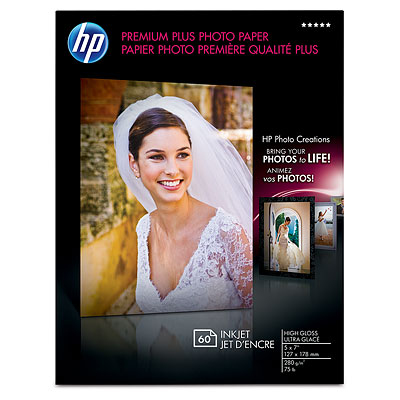 hp
PREMIUM PLUS PHOTO PAPER
PAPIER PHOTO PREMIÈRE QUALITÉ PLUS
HP Photo Creations
BRING YOUR
PHOTOS to LIFE!
ANIMEZ
vos PHOTOS!
60
INKJET
JET D'ENCRE
HIGH GLOSS
ULTRA GLACÉ
5 x 7"
127 x 178 mm
280 g/m²
75 lb